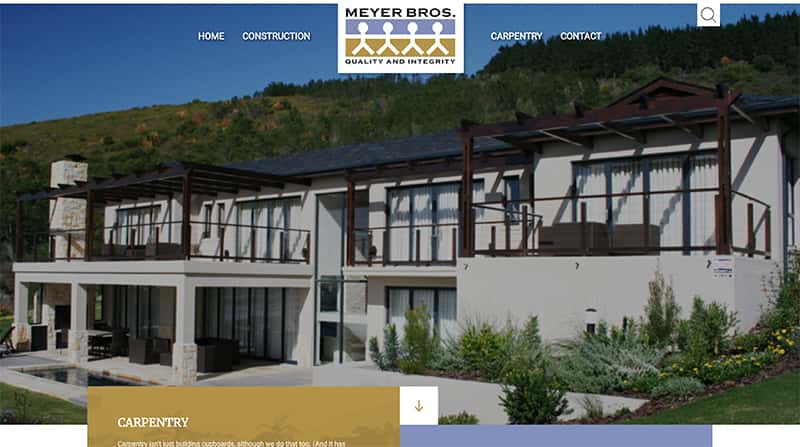 MEYER BROS.
HOME CONSTRUCTION CARPENTRY CONTACT
QUALITY AND INTEGRITY
CARPENTRY
Carpentry isn't just building cupboards, although we do that too. (And it has